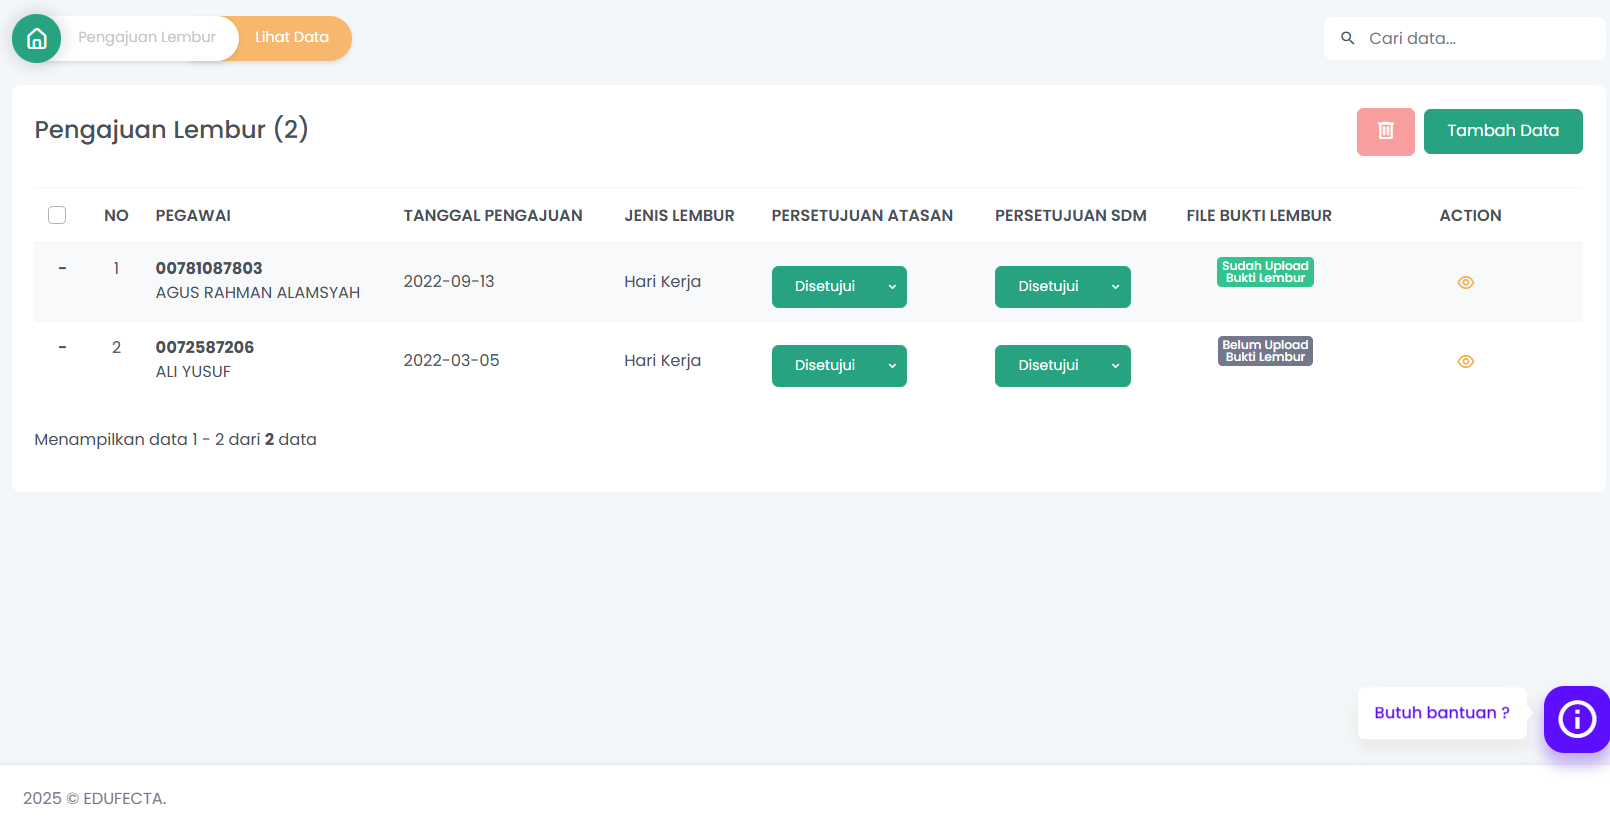 Pengajuan Lembur
Lihat Data
Cari data...
Pengajuan Lembur (2)
Tambah Data
NO PEGAWAI TANGGAL PENGAJUAN JENIS LEMBUR PERSETUJUAN ATASAN PERSETUJUAN SDM FILE BUKTI LEMBUR ACTION
- 1 00781087803 2022-09-13 Hari Kerja Disetujui Disetujui Sudah Upload
AGUS RAHMAN ALAMSYAH Bukti Lembur
- 2 0072587206 2022-03-05 Hari Kerja Disetujui Disetujui Belum Upload
ALI YUSUF Bukti Lembur
Menampilkan data 1 - 2 dari 2 data
Butuh bantuan ?
2025 © EDUFECTA.